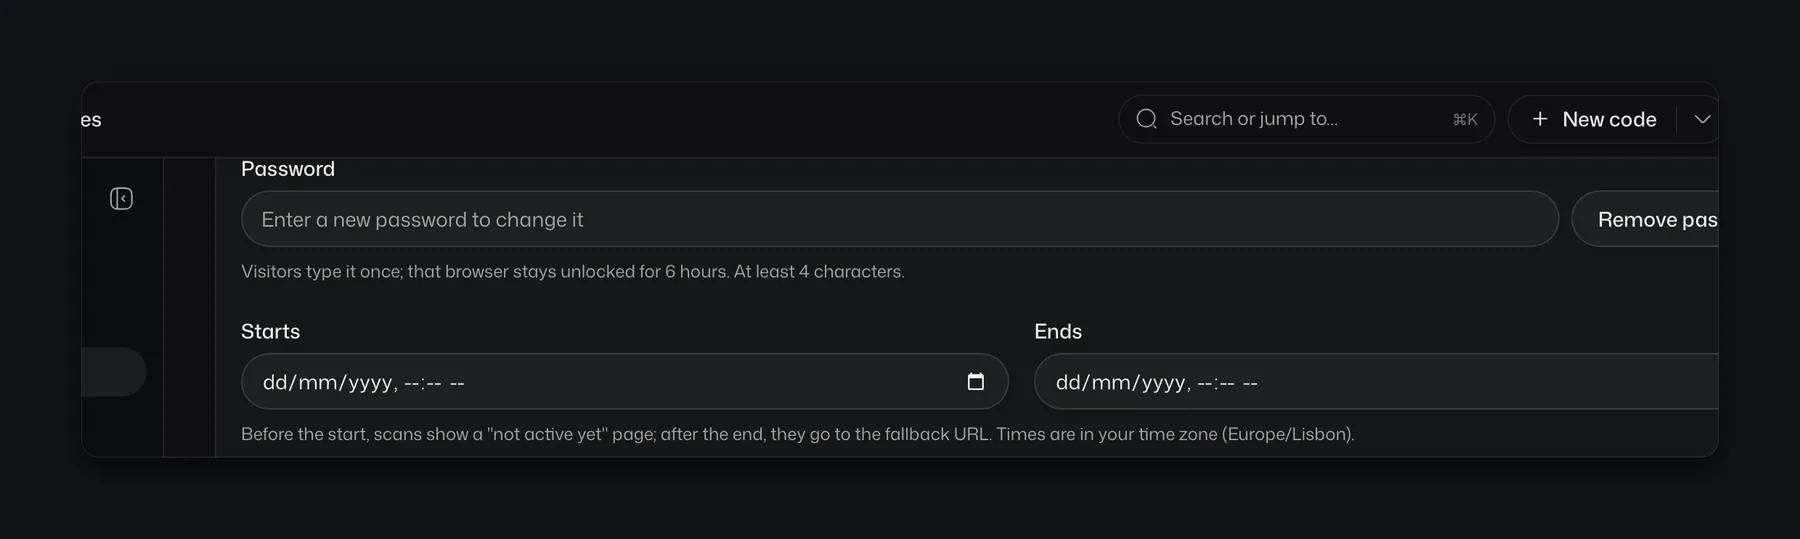 es
Search or jump to... ⌘K
+ New code
Password
Enter a new password to change it
Remove pas
Visitors type it once; that browser stays unlocked for 6 hours. At least 4 characters.
Starts
Ends
dd/mm/yyyy, --:-- --
dd/mm/yyyy, --:-- --
Before the start, scans show a "not active yet" page; after the end, they go to the fallback URL. Times are in your time zone (Europe/Lisbon).